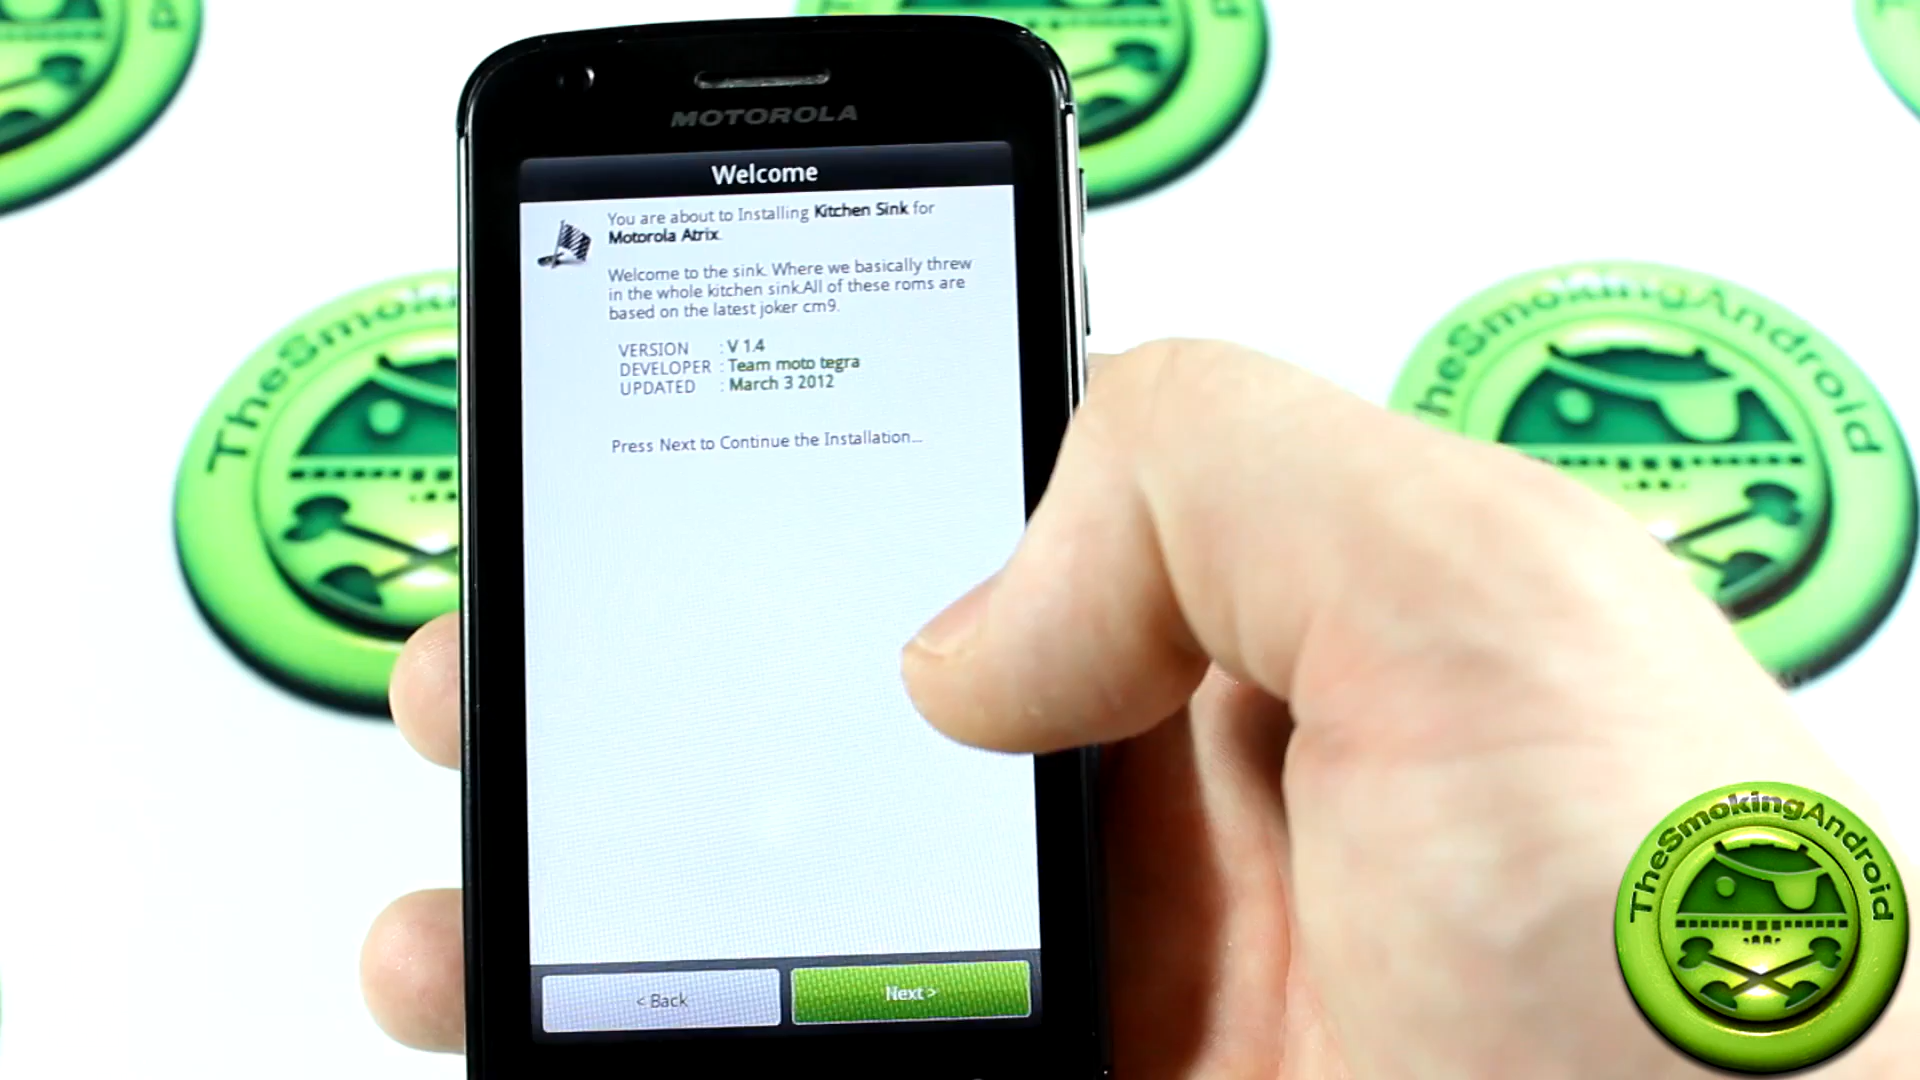 MOTOROLA
Welcome
You are about to Installing Kitchen Sink for
Motorola Atrix.
Welcome to the sink. Where we basically threw
in the whole kitchen sink.All of these roms are
based on the latest joker cm9.
VERSION : V 1.4
DEVELOPER : Team moto tegra
UPDATED : March 3 2012
Press Next to Continue the Installation...
< Back
Next >
TheSmoking
TheSmokingAndroid
TheSmokingAndroid